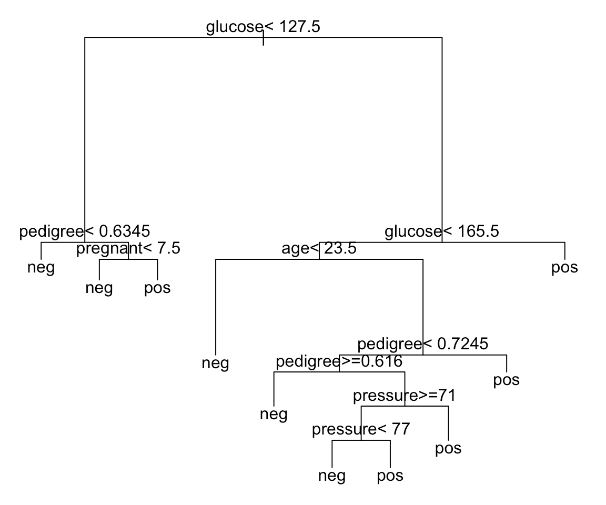 glucose< 127.5
pedigree< 0.6345
glucose< 165.5
pregnant< 7.5
age< 23.5
neg
pos
neg
pos
pedigree< 0.7245
neg
pedigree>=0.616
pos
pressure>=71
neg
pressure< 77
pos
neg
pos